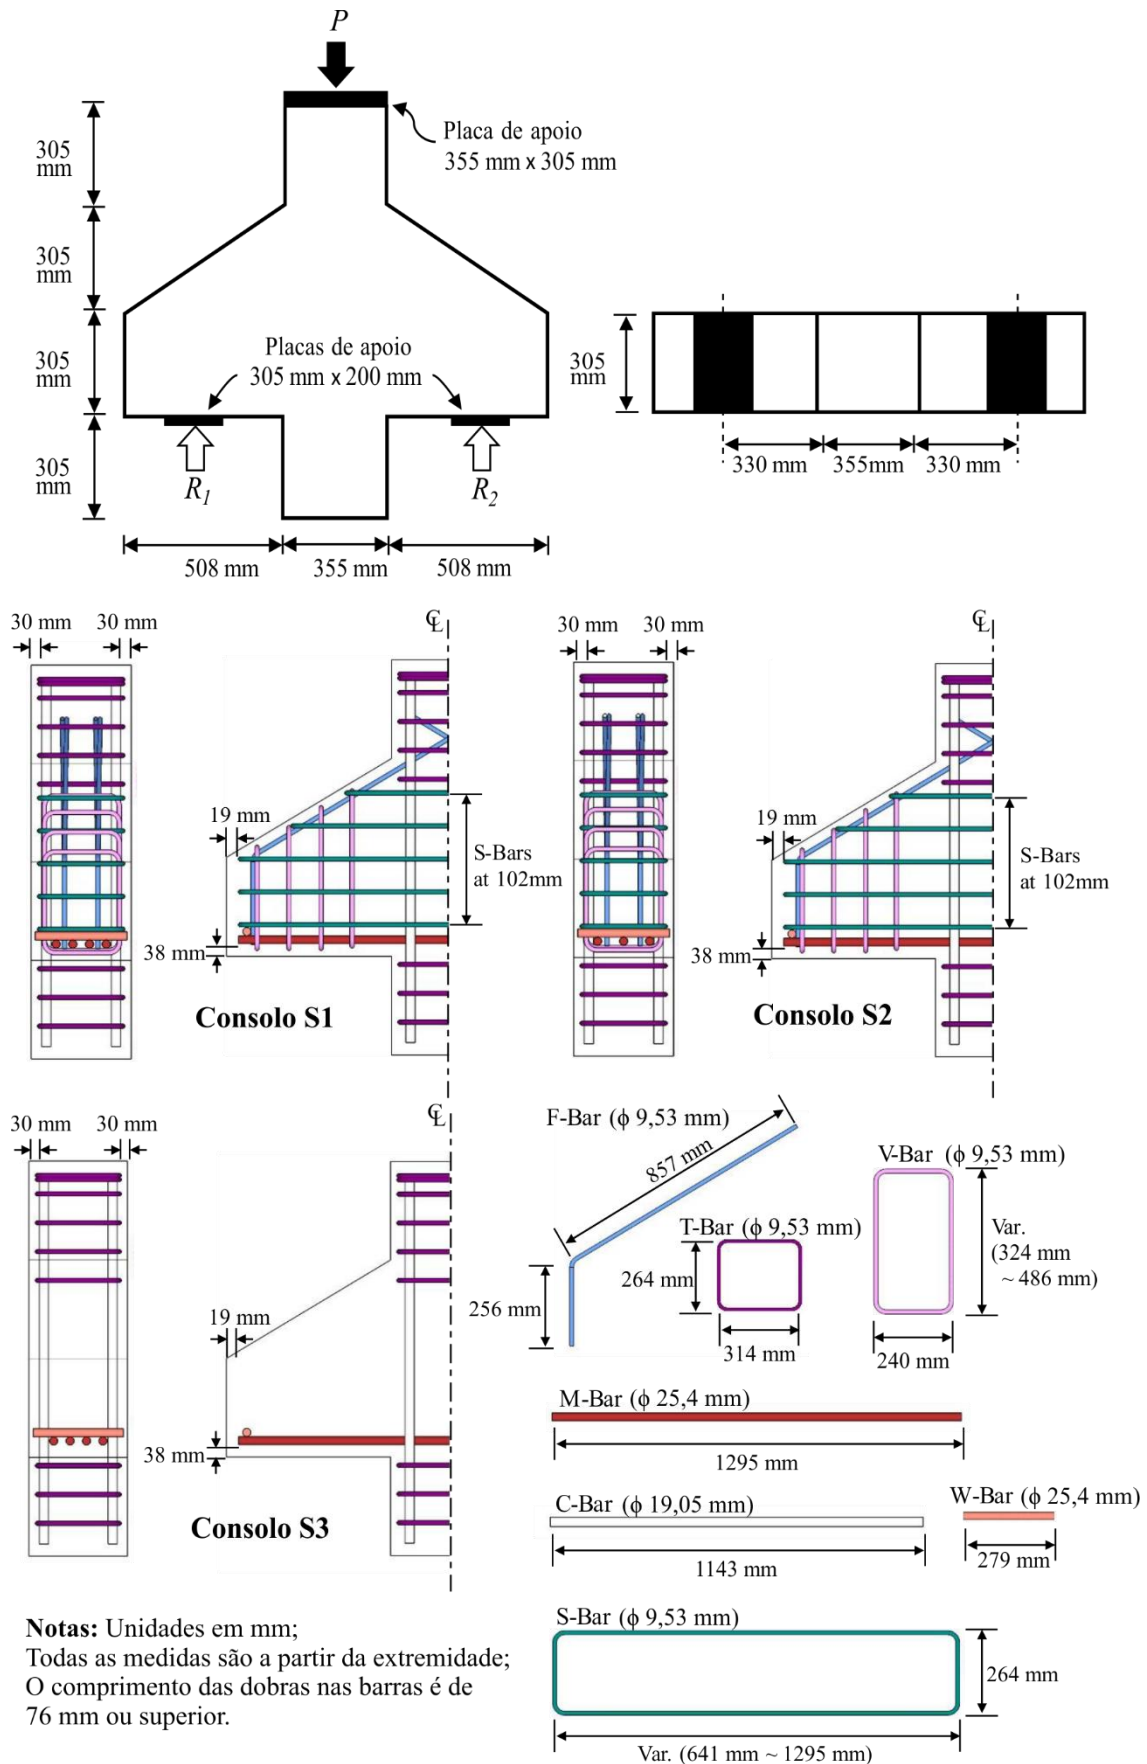 P
Placa de apoio
355 mm x 305 mm
305
mm
305
mm
305
mm
305
mm
Placas de apoio
305 mm x 200 mm
R1
R2
508 mm
355 mm
508 mm
305
mm
330 mm
355mm
330 mm
30 mm
30 mm
℄
19 mm
S-Bars
at 102mm
38 mm
Consolo S1
30 mm
30 mm
℄
19 mm
S-Bars
at 102mm
38 mm
Consolo S2
30 mm
30 mm
℄
19 mm
38 mm
Consolo S3
F-Bar (ϕ 9,53 mm)
857 mm
256 mm
T-Bar (ϕ 9,53 mm)
264 mm
314 mm
V-Bar (ϕ 9,53 mm)
Var.
(324 mm
~ 486 mm)
240 mm
M-Bar (ϕ 25,4 mm)
1295 mm
C-Bar (ϕ 19,05 mm)
1143 mm
W-Bar (ϕ 25,4 mm)
279 mm
S-Bar (ϕ 9,53 mm)
264 mm
Var. (641 mm ~ 1295 mm)
Notas: Unidades em mm;
Todas as medidas são a partir da extremidade;
O comprimento das dobras nas barras é de
76 mm ou superior.